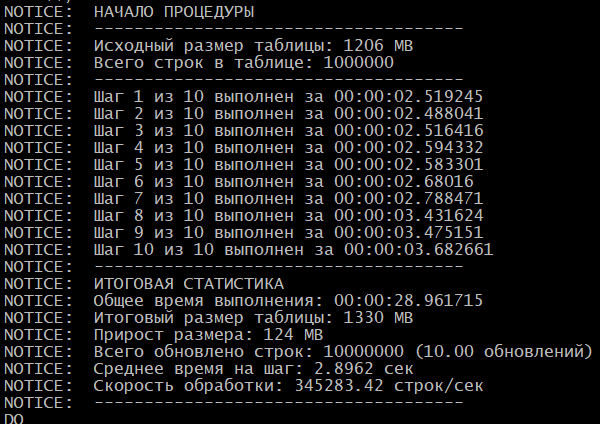 NOTICE:  НАЧАЛО ПРОЦЕДУРЫ
NOTICE:  -------------------------------------
NOTICE:  Исходный размер таблицы: 1206 MB
NOTICE:  Всего строк в таблице: 1000000
NOTICE:  -------------------------------------
NOTICE:  Шаг 1 из 10 выполнен за 00:00:02.519245
NOTICE:  Шаг 2 из 10 выполнен за 00:00:02.488041
NOTICE:  Шаг 3 из 10 выполнен за 00:00:02.516416
NOTICE:  Шаг 4 из 10 выполнен за 00:00:02.594332
NOTICE:  Шаг 5 из 10 выполнен за 00:00:02.583301
NOTICE:  Шаг 6 из 10 выполнен за 00:00:02.68016
NOTICE:  Шаг 7 из 10 выполнен за 00:00:02.788471
NOTICE:  Шаг 8 из 10 выполнен за 00:00:03.431624
NOTICE:  Шаг 9 из 10 выполнен за 00:00:03.475151
NOTICE:  Шаг 10 из 10 выполнен за 00:00:03.682661
NOTICE:  -------------------------------------
NOTICE:  ИТОГОВАЯ СТАТИСТИКА
NOTICE:  Общее время выполнения: 00:00:28.961715
NOTICE:  Итоговый размер таблицы: 1330 MB
NOTICE:  Прирост размера: 124 MB
NOTICE:  Всего обновлено строк: 10000000 (10.00 обновлений)
NOTICE:  Среднее время на шаг: 2.8962 сек
NOTICE:  Скорость обработки: 345283.42 строк/сек
NOTICE:  -------------------------------------
DO